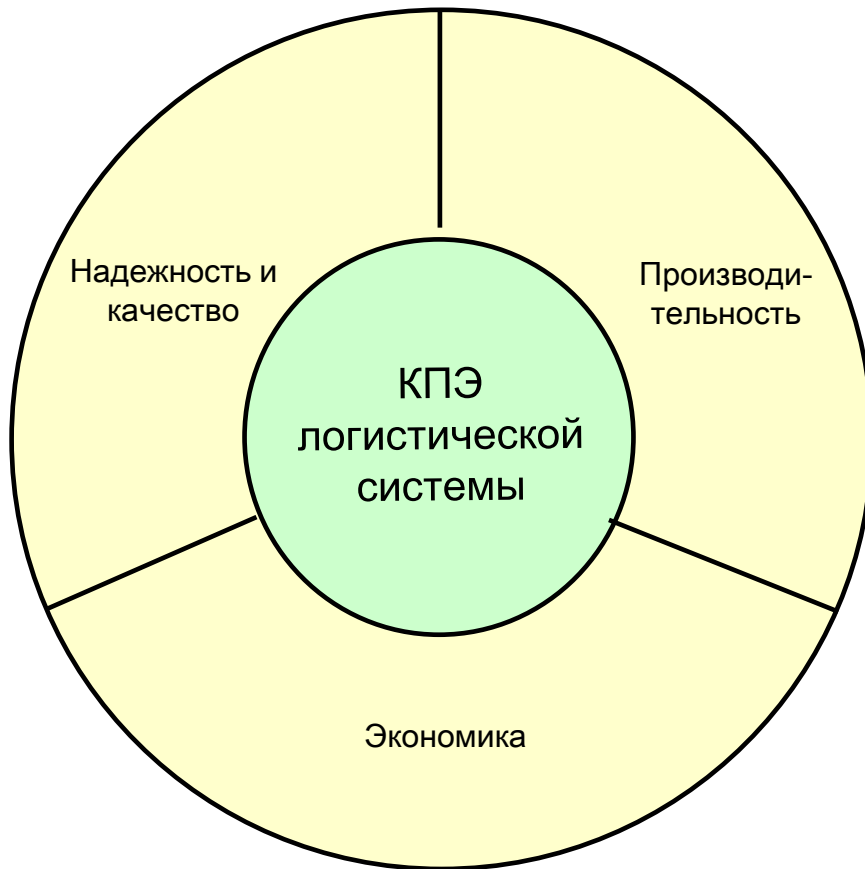 Надежность и
качество
Производи-
тельность
КПЭ
логистической
системы
Экономика